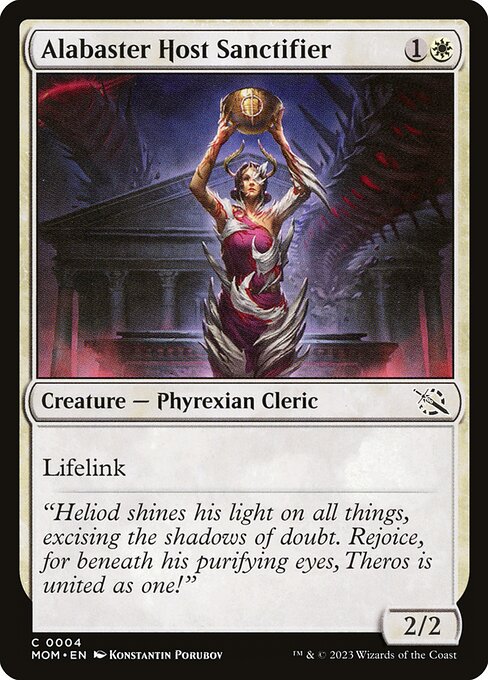 Alabaster Host Sanctifier 1
Creature — Phyrexian Cleric
Lifelink
“Heliod shines his light on all things,
excising the shadows of doubt. Rejoice,
for beneath his purifying eyes, Theros is
united as one!”
2/2
C 0004
MOM • EN Konstantin Porubov ™ & © 2023 Wizards of the Coast